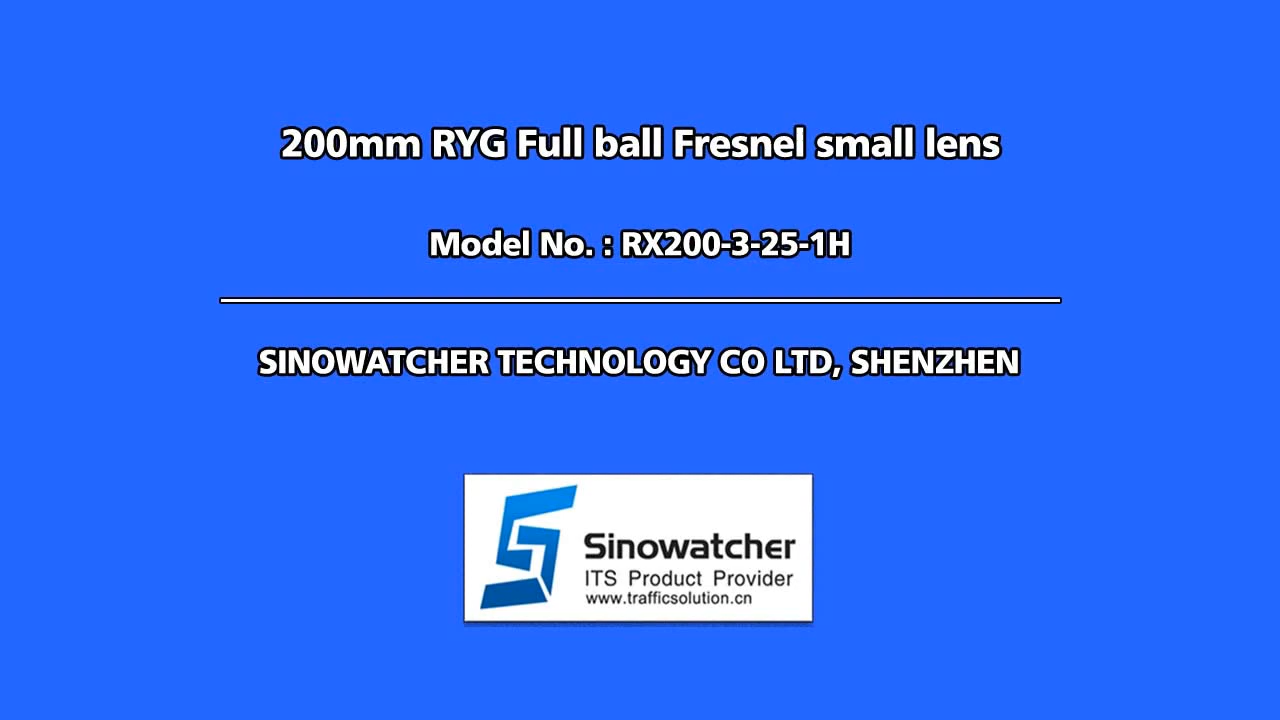 200mm RYG Full ball Fresnel small lens
Model No. : RX200-3-25-1H
SINOWATCHER TECHNOLOGY CO LTD, SHENZHEN
Sinowatcher
ITS Product Provider
www.trafficsolution.cn